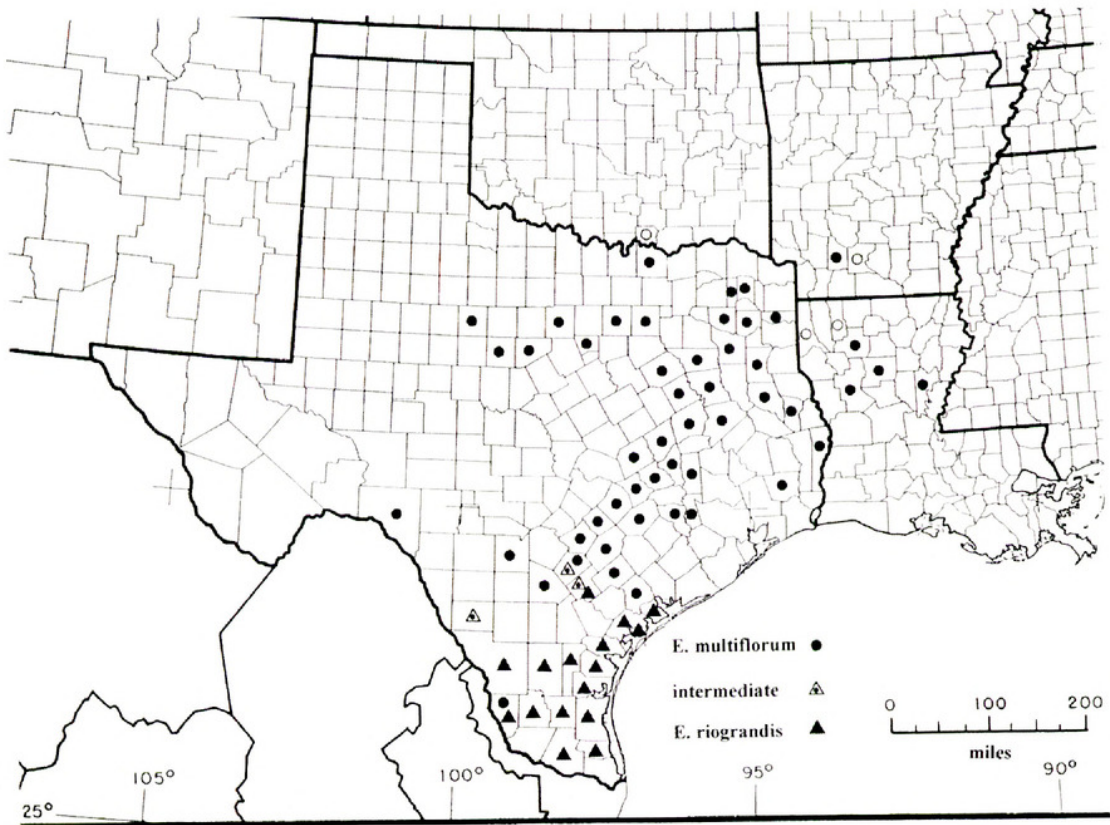 E. multiflorum
intermediate
E. riograndis
0 100 200
miles
105° 100° 95° 90°
25°